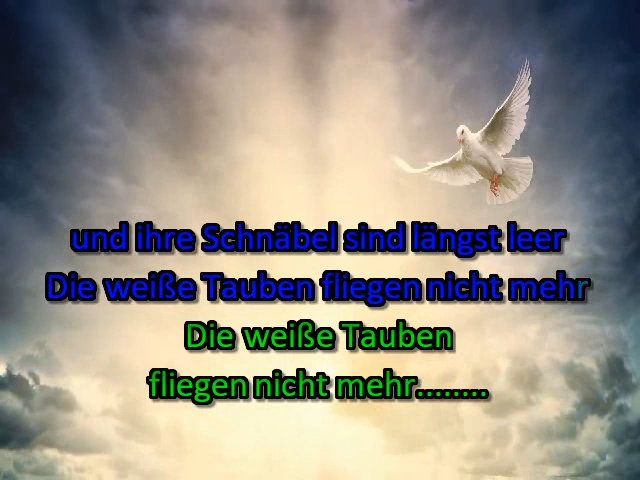 und ihre Schnäbel sind längst leer
Die weiße Tauben fliegen nicht mehr
Die weiße Tauben
fliegen nicht mehr........